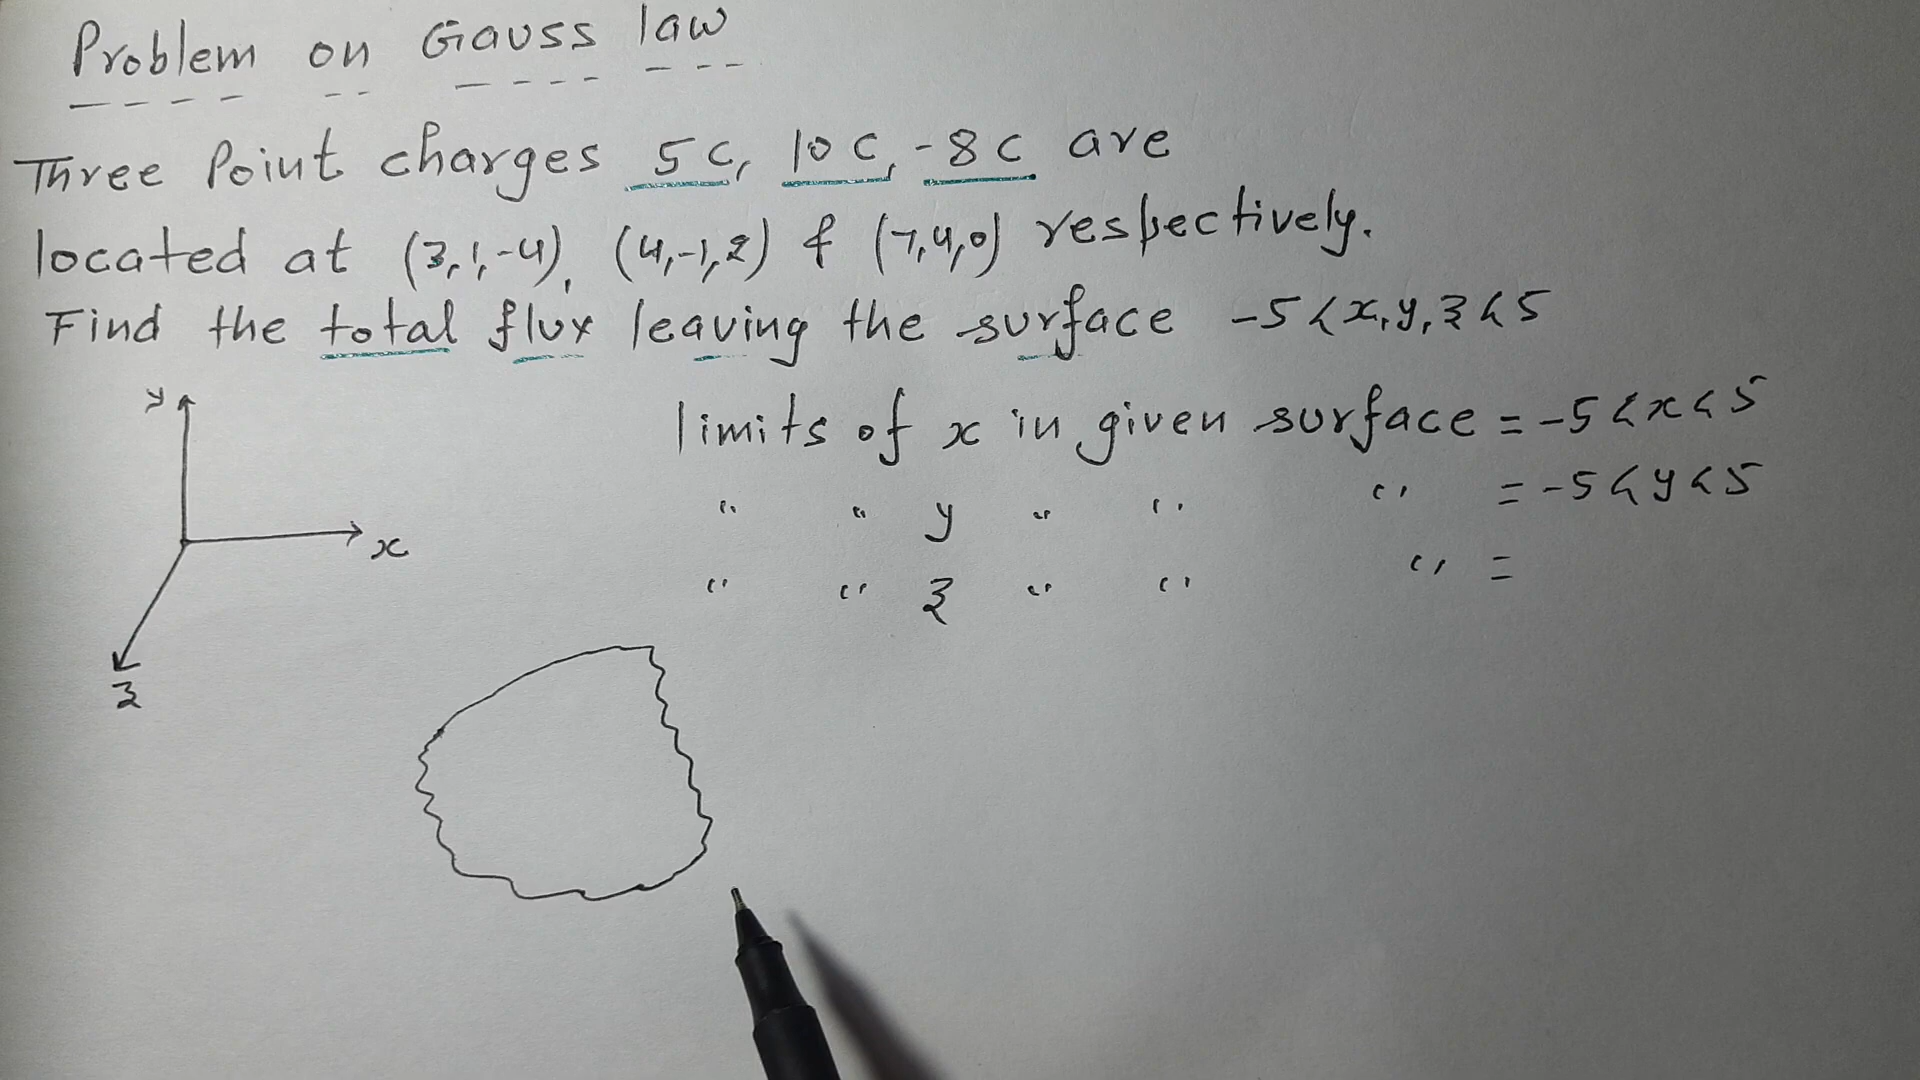 Problem on Gauss law
Three Point charges 5C, 10C, -8C are
located at (3,1,-4), (4,-1,2) & (7,4,0) respectively.
Find the total flux leaving the surface -5<x,y,z<5
y
x
z
limits of x in given surface = -5<x<5
" " y " " " = -5<y<5
" " z " " " =